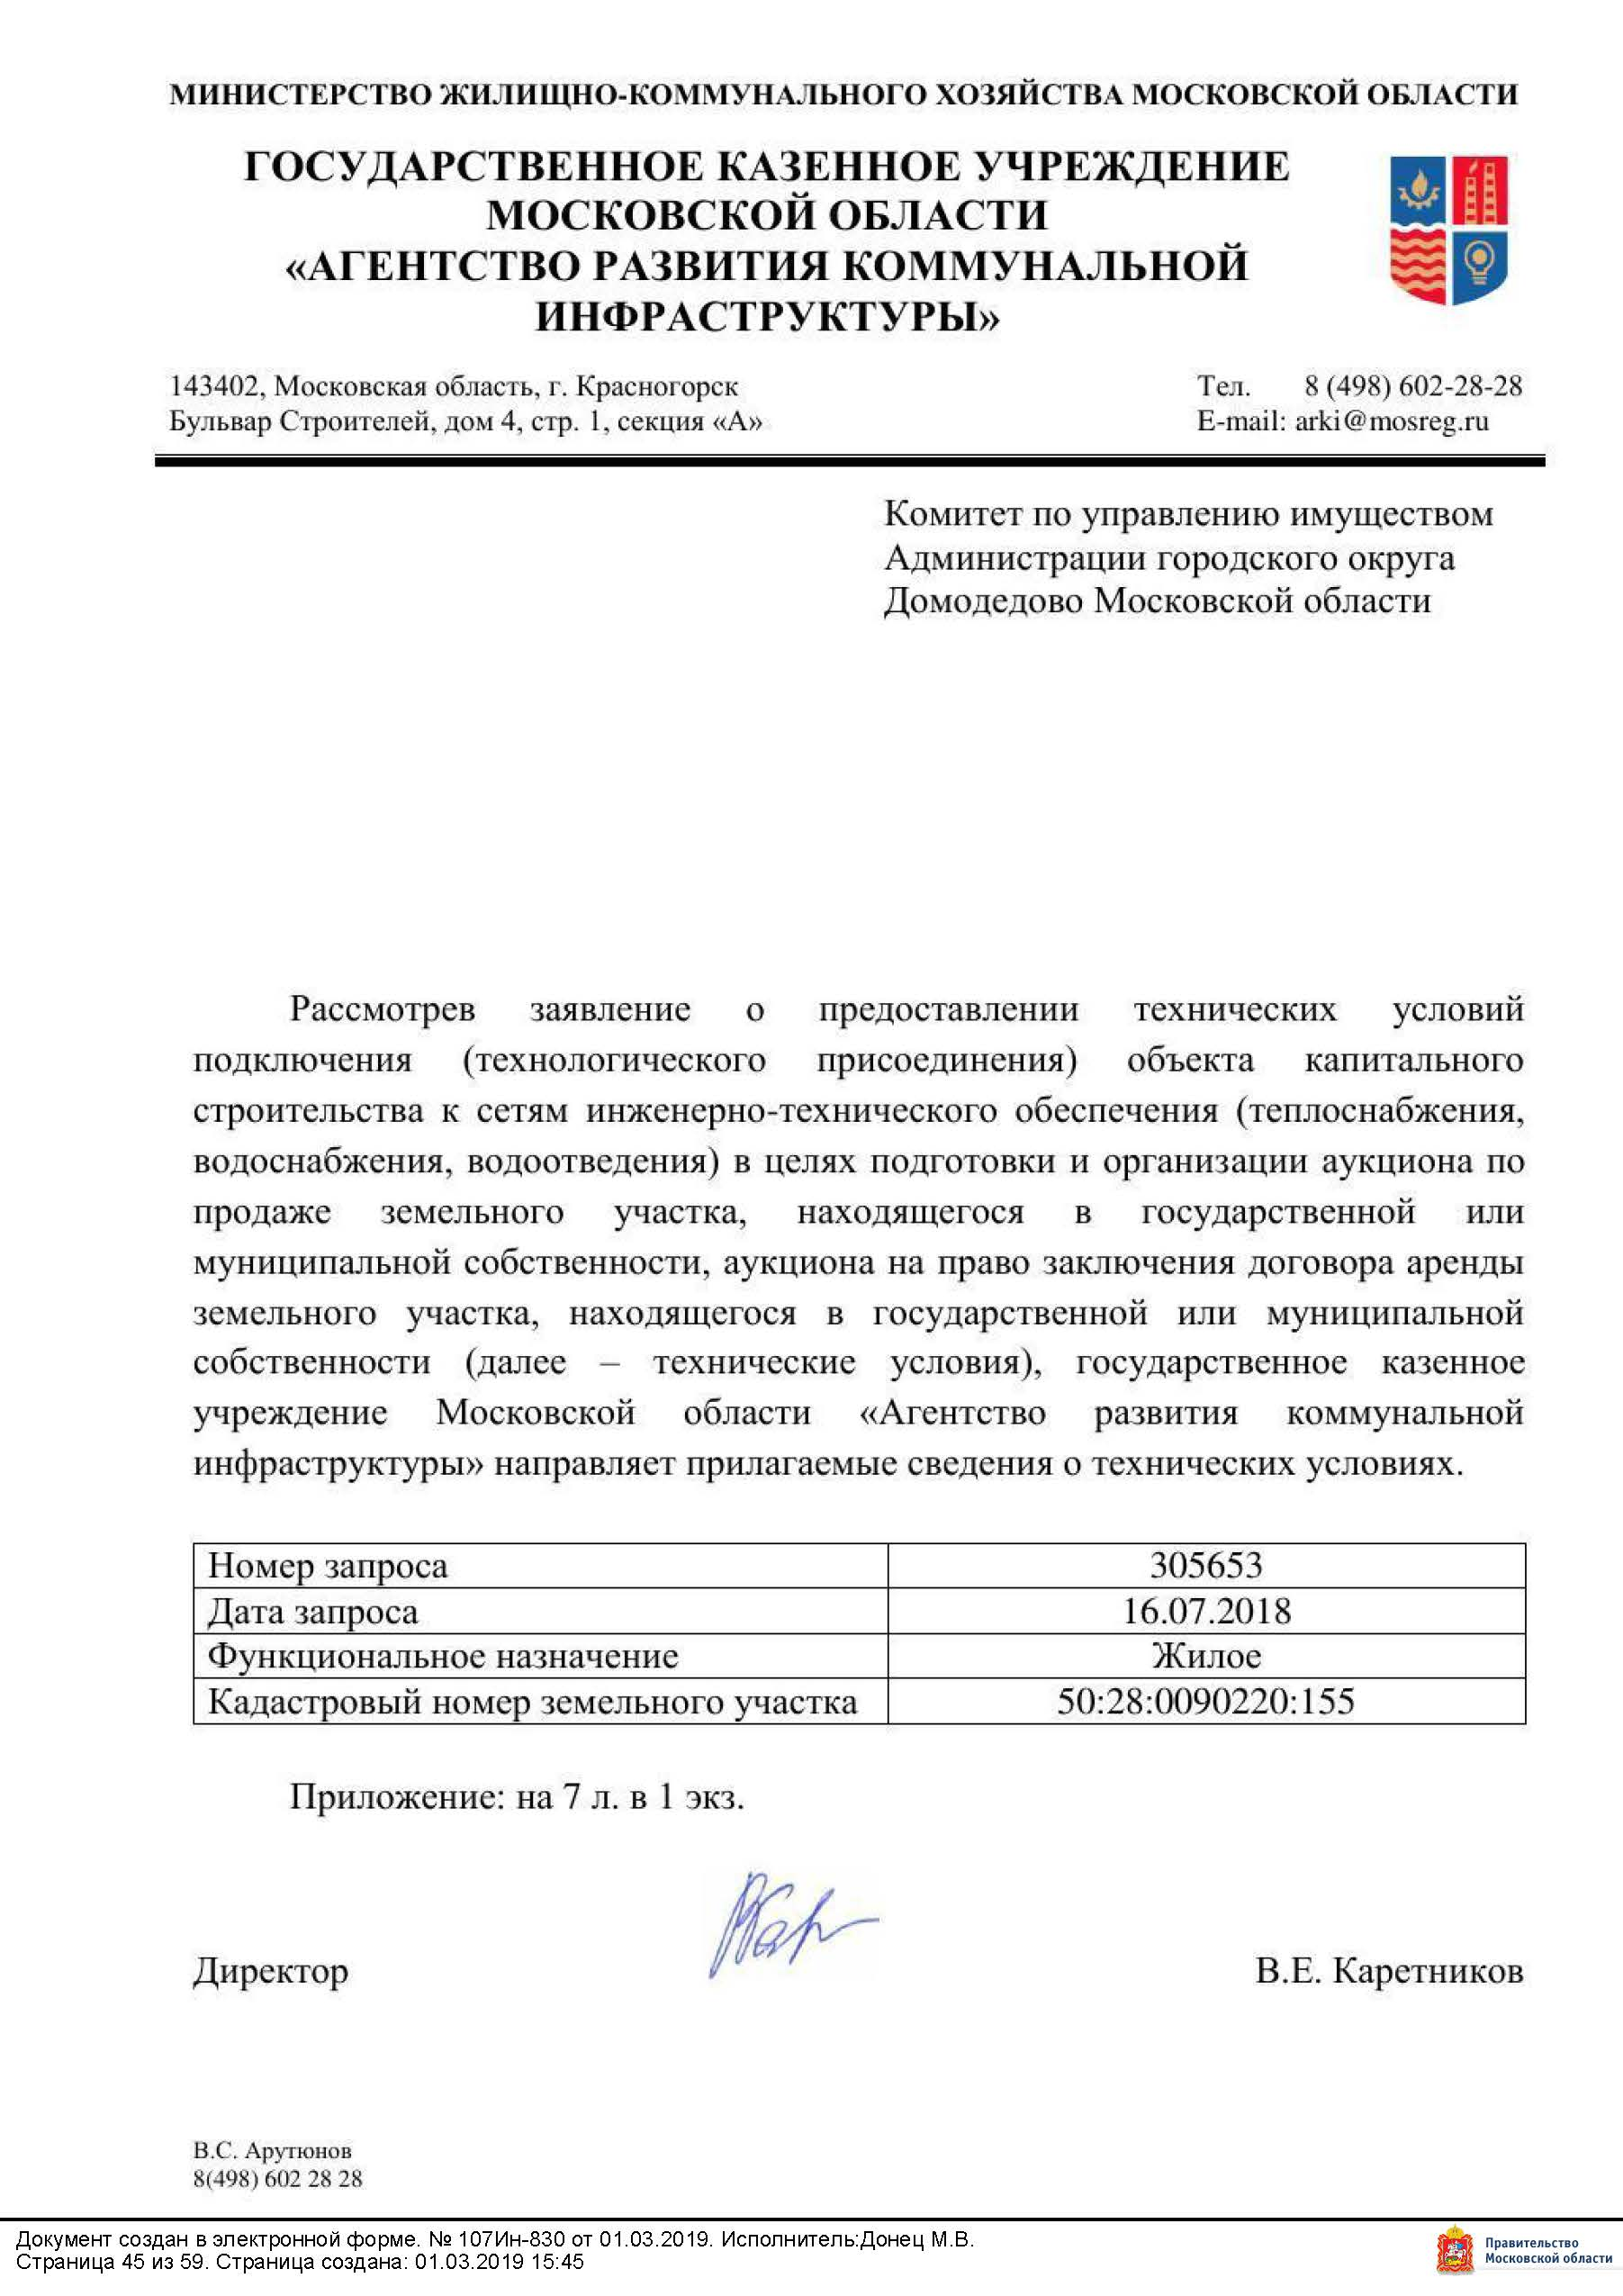 МИНИСТЕРСТВО ЖИЛИЩНО-КОММУНАЛЬНОГО ХОЗЯЙСТВА МОСКОВСКОЙ ОБЛАСТИ
ГОСУДАРСТВЕННОЕ КАЗЕННОЕ УЧРЕЖДЕНИЕ
МОСКОВСКОЙ ОБЛАСТИ
«АГЕНТСТВО РАЗВИТИЯ КОММУНАЛЬНОЙ
ИНФРАСТРУКТУРЫ»
143402, Московская область, г. Красногорск
Бульвар Строителей, дом 4, стр. 1, секция «А»
Тел. 8 (498) 602-28-28
E-mail: arki@mosreg.ru
Комитет по управлению имуществом
Администрации городского округа
Домодедово Московской области
Рассмотрев заявление о предоставлении технических условий
подключения (технологического присоединения) объекта капитального
строительства к сетям инженерно-технического обеспечения (теплоснабжения,
водоснабжения, водоотведения) в целях подготовки и организации аукциона по
продаже земельного участка, находящегося в государственной или
муниципальной собственности, аукциона на право заключения договора аренды
земельного участка, находящегося в государственной или муниципальной
собственности (далее – технические условия), государственное казенное
учреждение Московской области «Агентство развития коммунальной
инфраструктуры» направляет прилагаемые сведения о технических условиях.
Номер запроса 305653
Дата запроса 16.07.2018
Функциональное назначение Жилое
Кадастровый номер земельного участка 50:28:0090220:155
Приложение: на 7 л. в 1 экз.
Директор В.Е. Каретников
В.С. Арутюнов
8(498) 602 28 28
Документ создан в электронной форме. № 107Ин-830 от 01.03.2019. Исполнитель:Донец М.В.
Страница 45 из 59. Страница создана: 01.03.2019 15:45
Правительство
Московской области